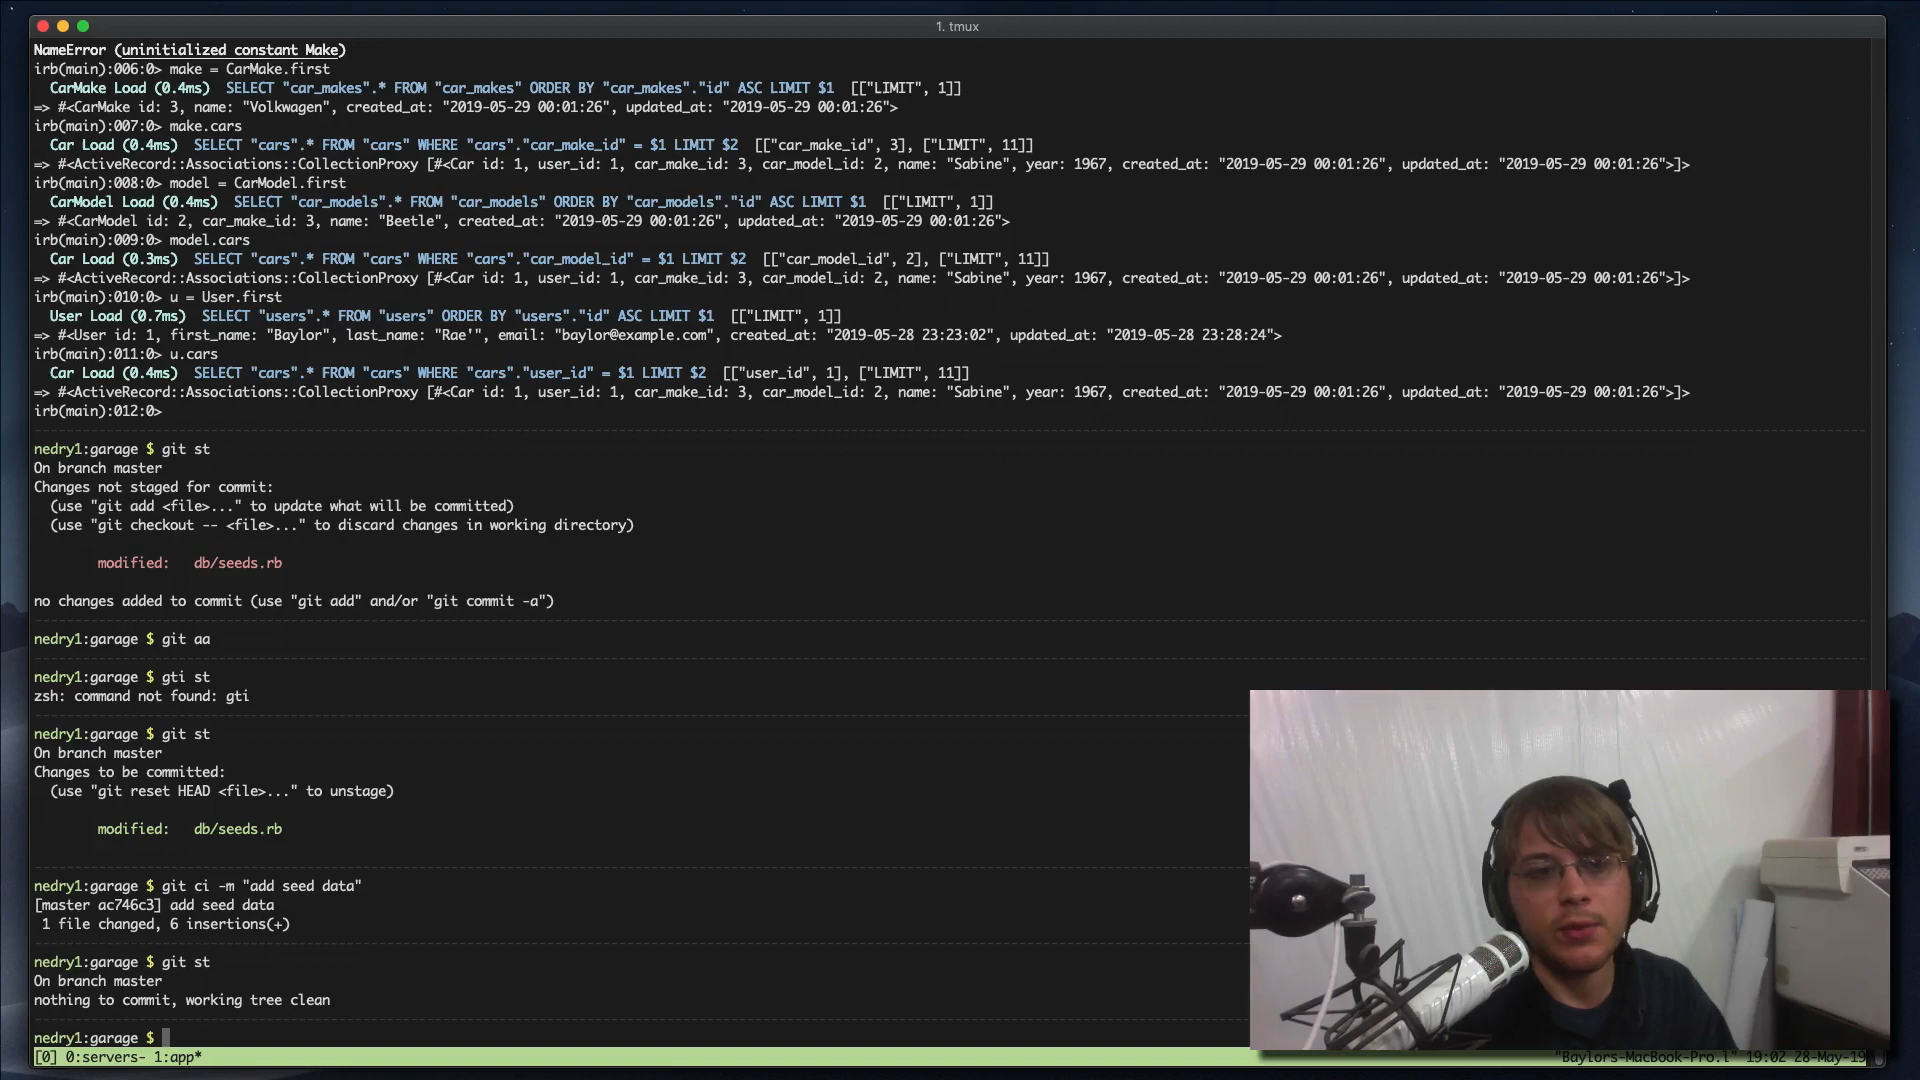 1. tmux
NameError (uninitialized constant Make)
irb(main):006:0> make = CarMake.first
  CarMake Load (0.4ms)  SELECT "car_makes".* FROM "car_makes" ORDER BY "car_makes"."id" ASC LIMIT $1  [["LIMIT", 1]]
=> #<CarMake id: 3, name: "Volkwagen", created_at: "2019-05-29 00:01:26", updated_at: "2019-05-29 00:01:26">
irb(main):007:0> make.cars
  Car Load (0.4ms)  SELECT "cars".* FROM "cars" WHERE "cars"."car_make_id" = $1 LIMIT $2  [["car_make_id", 3], ["LIMIT", 11]]
=> #<ActiveRecord::Associations::CollectionProxy [#<Car id: 1, user_id: 1, car_make_id: 3, car_model_id: 2, name: "Sabine", year: 1967, created_at: "2019-05-29 00:01:26", updated_at: "2019-05-29 00:01:26">]>
irb(main):008:0> model = CarModel.first
  CarModel Load (0.4ms)  SELECT "car_models".* FROM "car_models" ORDER BY "car_models"."id" ASC LIMIT $1  [["LIMIT", 1]]
=> #<CarModel id: 2, car_make_id: 3, name: "Beetle", created_at: "2019-05-29 00:01:26", updated_at: "2019-05-29 00:01:26">
irb(main):009:0> model.cars
  Car Load (0.3ms)  SELECT "cars".* FROM "cars" WHERE "cars"."car_model_id" = $1 LIMIT $2  [["car_model_id", 2], ["LIMIT", 11]]
=> #<ActiveRecord::Associations::CollectionProxy [#<Car id: 1, user_id: 1, car_make_id: 3, car_model_id: 2, name: "Sabine", year: 1967, created_at: "2019-05-29 00:01:26", updated_at: "2019-05-29 00:01:26">]>
irb(main):010:0> u = User.first
  User Load (0.7ms)  SELECT "users".* FROM "users" ORDER BY "users"."id" ASC LIMIT $1  [["LIMIT", 1]]
=> #<User id: 1, first_name: "Baylor", last_name: "Rae'", email: "baylor@example.com", created_at: "2019-05-28 23:23:02", updated_at: "2019-05-28 23:28:24">
irb(main):011:0> u.cars
  Car Load (0.4ms)  SELECT "cars".* FROM "cars" WHERE "cars"."user_id" = $1 LIMIT $2  [["user_id", 1], ["LIMIT", 11]]
=> #<ActiveRecord::Associations::CollectionProxy [#<Car id: 1, user_id: 1, car_make_id: 3, car_model_id: 2, name: "Sabine", year: 1967, created_at: "2019-05-29 00:01:26", updated_at: "2019-05-29 00:01:26">]>
irb(main):012:0>
nedry1:garage $ git st
On branch master
Changes not staged for commit:
  (use "git add <file>..." to update what will be committed)
  (use "git checkout -- <file>..." to discard changes in working directory)
        modified:   db/seeds.rb
no changes added to commit (use "git add" and/or "git commit -a")
nedry1:garage $ git aa
nedry1:garage $ gti st
zsh: command not found: gti
nedry1:garage $ git st
On branch master
Changes to be committed:
  (use "git reset HEAD <file>..." to unstage)
        modified:   db/seeds.rb
nedry1:garage $ git ci -m "add seed data"
[master ac746c3] add seed data
 1 file changed, 6 insertions(+)
nedry1:garage $ git st
On branch master
nothing to commit, working tree clean
nedry1:garage $
[0] 0:servers- 1:app* "Baylors-MacBook-Pro.l" 19:02 28-May-19